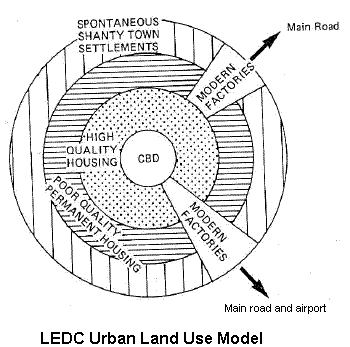 SPONTANEOUS
SHANTY TOWN
SETTLEMENTS
Main Road
MODERN
FACTORIES
HIGH
QUALITY
HOUSING
CBD
POOR QUALITY
PERMANENT HOUSING
MODERN
FACTORIES
Main road and airport
LEDC Urban Land Use Model